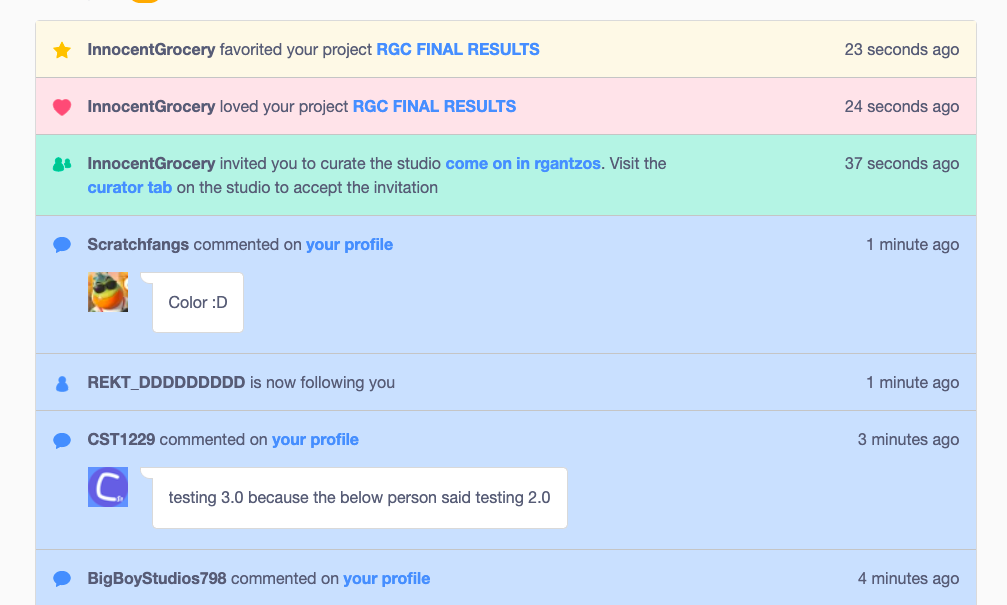 InnocentGrocery favorited your project RGC FINAL RESULTS 23 seconds ago
InnocentGrocery loved your project RGC FINAL RESULTS 24 seconds ago
InnocentGrocery invited you to curate the studio come on in rgantzos. Visit the 37 seconds ago
curator tab on the studio to accept the invitation
Scratchfangs commented on your profile 1 minute ago
Color :D
REKT_DDDDDDDDD is now following you 1 minute ago
CST1229 commented on your profile 3 minutes ago
testing 3.0 because the below person said testing 2.0
BigBoyStudios798 commented on your profile 4 minutes ago